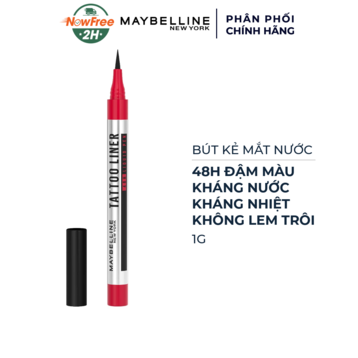 NowFree
2H
MAYBELLINE
NEW YORK
PHÂN PHỐI
CHÍNH HÃNG
BÚT KẺ MẮT NƯỚC
48H ĐẬM MÀU
KHÁNG NƯỚC
KHÁNG NHIỆT
KHÔNG LEM TRÔI
1G
TATTOO LINER
MAYBELLINE
NEW YORK